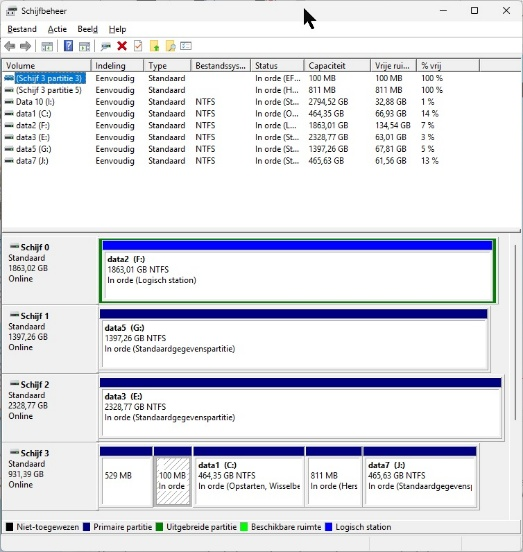 Schijfbeheer
Bestand Actie Beeld Help
Volume Indeling Type Bestandssys... Status Capaciteit Vrije rui... % vrij
(Schijf 3 partitie 3) Eenvoudig Standaard In orde (EF... 100 MB 100 MB 100 %
(Schijf 3 partitie 5) Eenvoudig Standaard In orde (H... 811 MB 811 MB 100 %
Data 10 (I:) Eenvoudig Standaard NTFS In orde (St... 2794,52 GB 32,88 GB 1 %
data1 (C:) Eenvoudig Standaard NTFS In orde (O... 464,35 GB 66,93 GB 14 %
data2 (F:) Eenvoudig Standaard NTFS In orde (L... 1863,01 GB 134,54 GB 7 %
data3 (E:) Eenvoudig Standaard NTFS In orde (St... 2328,77 GB 63,01 GB 3 %
data5 (G:) Eenvoudig Standaard NTFS In orde (St... 1397,26 GB 67,81 GB 5 %
data7 (J:) Eenvoudig Standaard NTFS In orde (St... 465,63 GB 61,56 GB 13 %
Schijf 0
Standaard
1863,02 GB
Online
data2 (F:)
1863,01 GB NTFS
In orde (Logisch station)
Schijf 1
Standaard
1397,26 GB
Online
data5 (G:)
1397,26 GB NTFS
In orde (Standaardgegevenspartitie)
Schijf 2
Standaard
2328,77 GB
Online
data3 (E:)
2328,77 GB NTFS
In orde (Standaardgegevenspartitie)
Schijf 3
Standaard
931,39 GB
Online
529 MB
100 MB
In orde
data1 (C:)
464,35 GB NTFS
In orde (Opstarten, Wisselbe
811 MB
In orde (Hers
data7 (J:)
465,63 GB NTFS
In orde (Standaardgegevens
Niet-toegewezen Primaire partitie Uitgebreide partitie Beschikbare ruimte Logisch station